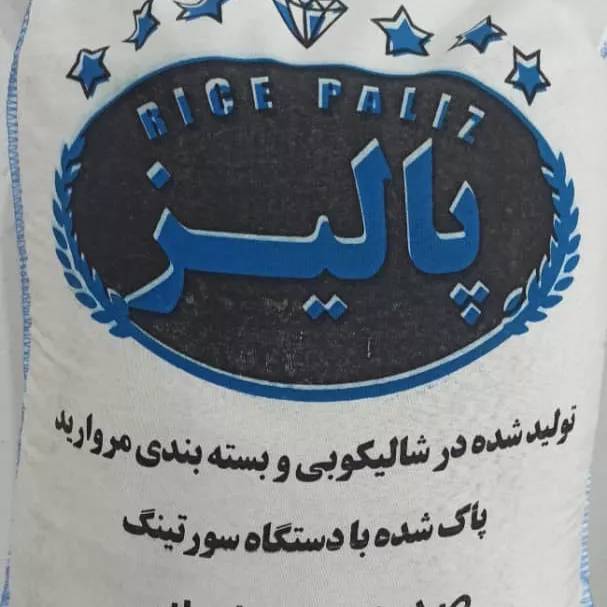 RICE PALIZ
پالیز
تولید شده در شالیکوبی و بسته بندی مروارید
پاک شده با دستگاه سورتینگ